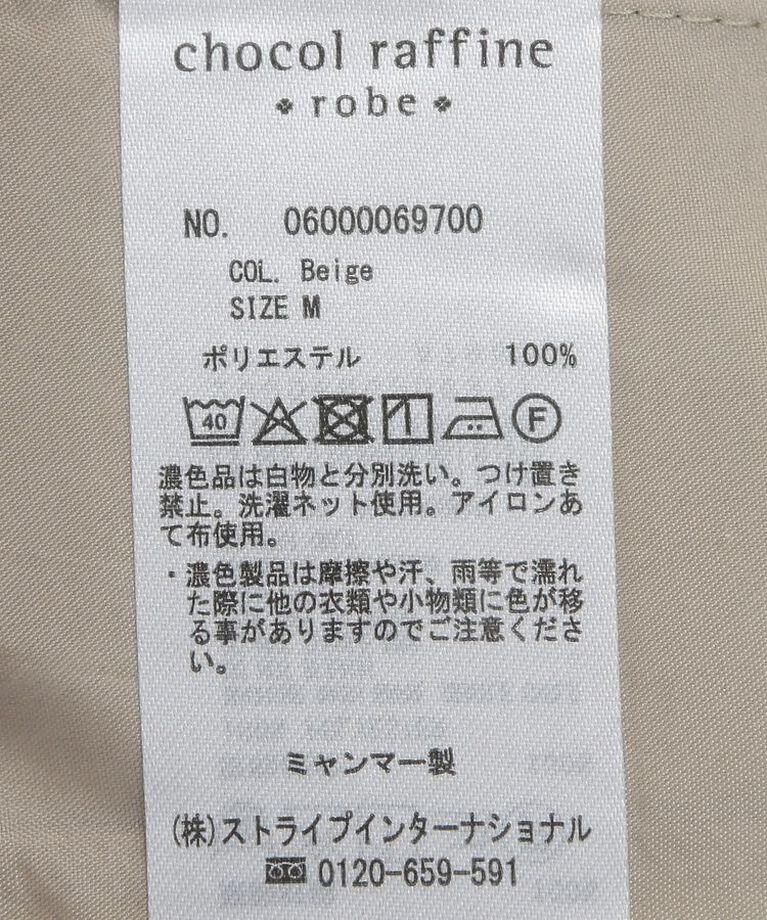 chocol raffine
robe
NO. 06000069700
COL. Beige
SIZE M
ポリエステル 100%
40 F
濃色品は白物と分別洗い。つけ置き
禁止。洗濯ネット使用。アイロンあ
て布使用。
・濃色製品は摩擦や汗、雨等で濡れ
た際に他の衣類や小物類に色が移
る事がありますのでご注意くださ
い。
ミャンマー製
(株)ストライプインターナショナル
0120-659-591